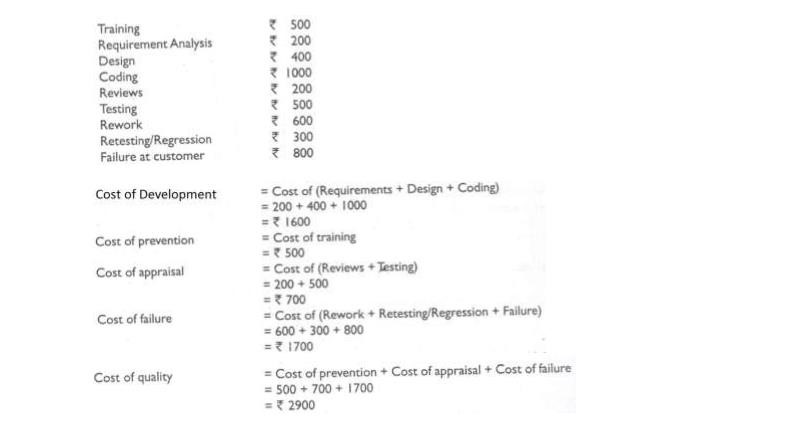 Training ₹ 500
Requirement Analysis ₹ 200
Design ₹ 400
Coding ₹ 1000
Reviews ₹ 200
Testing ₹ 500
Rework ₹ 600
Retesting/Regression ₹ 300
Failure at customer ₹ 800
Cost of Development = Cost of (Requirements + Design + Coding)
= 200 + 400 + 1000
= ₹ 1600
Cost of prevention = Cost of training
= ₹ 500
Cost of appraisal = Cost of (Reviews + Testing)
= 200 + 500
= ₹ 700
Cost of failure = Cost of (Rework + Retesting/Regression + Failure)
= 600 + 300 + 800
= ₹ 1700
Cost of quality = Cost of prevention + Cost of appraisal + Cost of failure
= 500 + 700 + 1700
= ₹ 2900